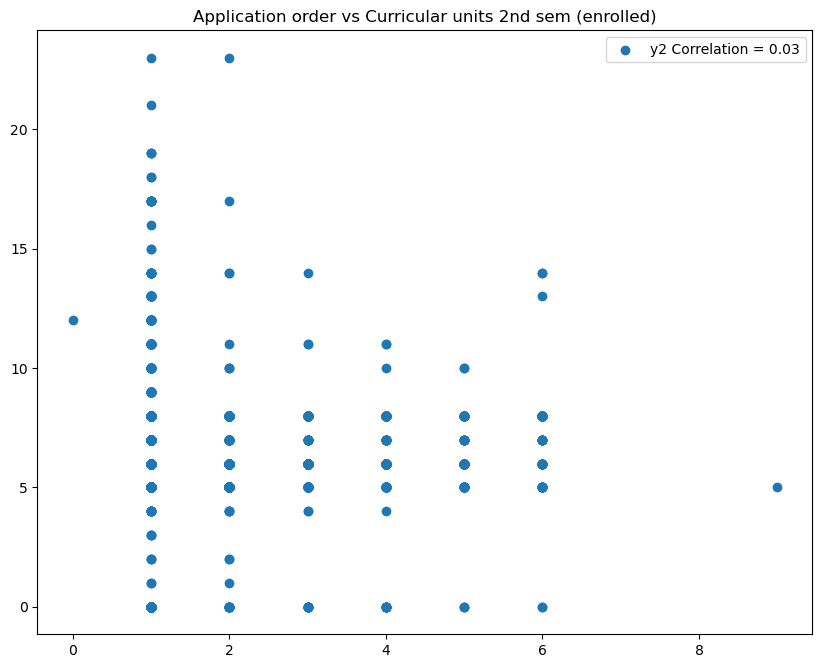 Application order vs Curricular units 2nd sem (enrolled)
y2 Correlation = 0.03
20
15
10
5
0
0 2 4 6 8